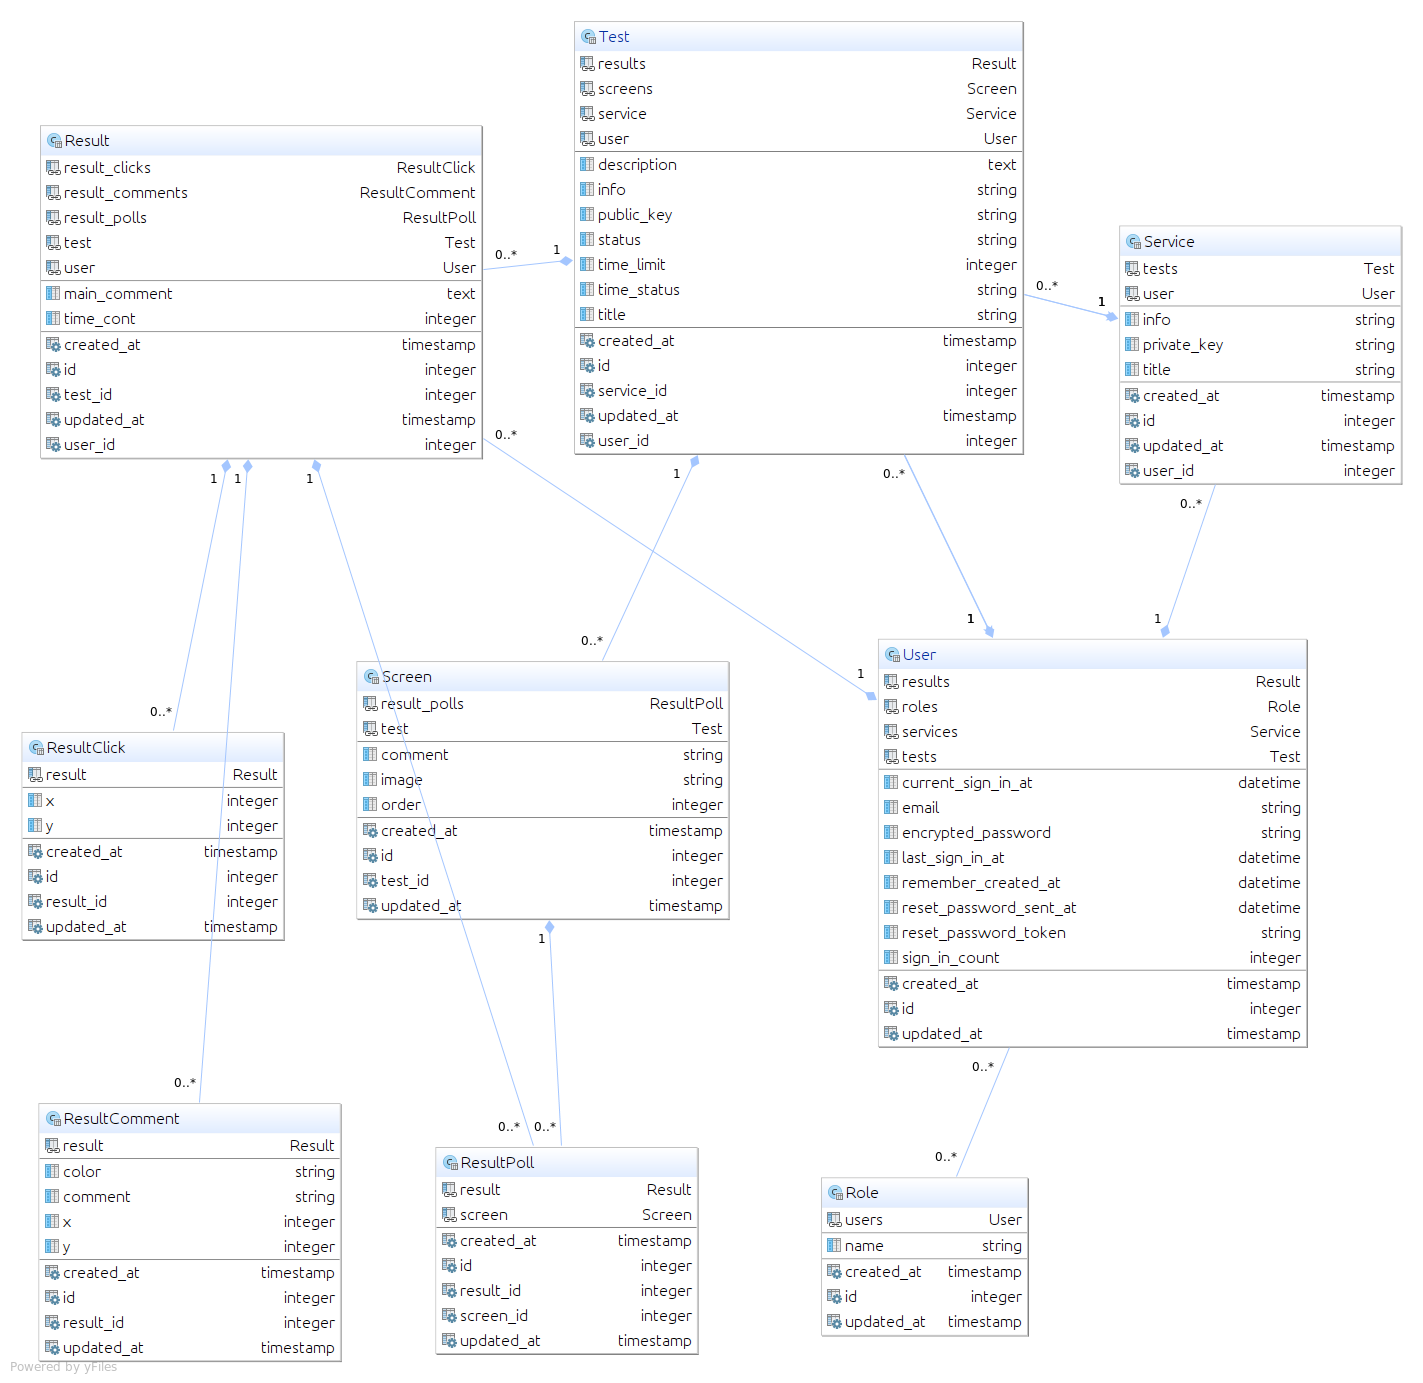 Test
results Result
screens Screen
service Service
user User
description text
info string
public_key string
status string
time_limit integer
time_status string
title string
created_at timestamp
id integer
service_id integer
updated_at timestamp
user_id integer
Result
result_clicks ResultClick
result_comments ResultComment
result_polls ResultPoll
test Test
user User
main_comment text
time_cont integer
created_at timestamp
id integer
test_id integer
updated_at timestamp
user_id integer
0..* 1
0..* 1
Service
tests Test
user User
info string
private_key string
title string
created_at timestamp
id integer
updated_at timestamp
user_id integer
0..*
1 1 1
1
0..*
0..*
0..*
0..*
1
1
1
0..*
User
results Result
roles Role
services Service
tests Test
current_sign_in_at datetime
email string
encrypted_password string
last_sign_in_at datetime
remember_created_at datetime
reset_password_sent_at datetime
reset_password_token string
sign_in_count integer
created_at timestamp
id integer
updated_at timestamp
Screen
result_polls ResultPoll
test Test
comment string
image string
order integer
created_at timestamp
id integer
test_id integer
updated_at timestamp
ResultClick
result Result
x integer
y integer
created_at timestamp
id integer
result_id integer
updated_at timestamp
1
0..*
0..*
0..* 0..*
0..*
ResultComment
result Result
color string
comment string
x integer
y integer
created_at timestamp
id integer
result_id integer
updated_at timestamp
ResultPoll
result Result
screen Screen
created_at timestamp
id integer
result_id integer
screen_id integer
updated_at timestamp
Role
users User
name string
created_at timestamp
id integer
updated_at timestamp
Powered by yFiles